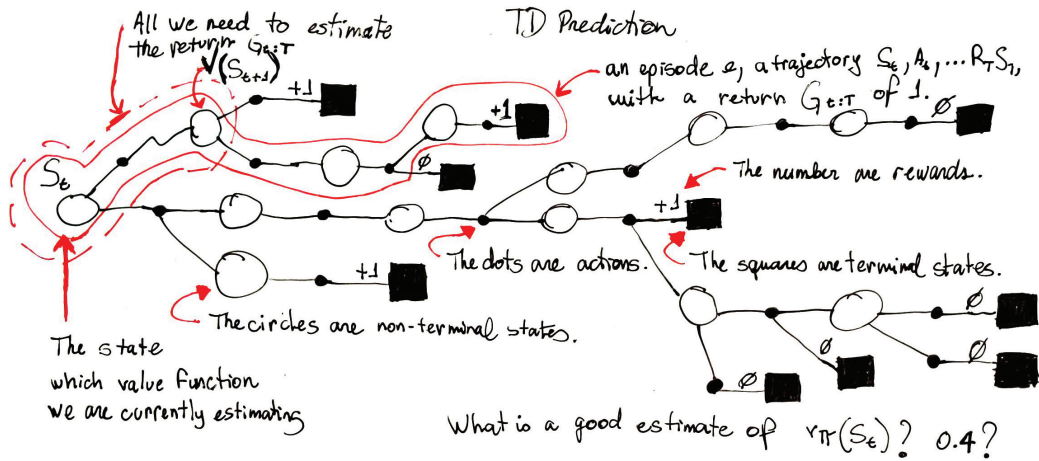 TD Prediction
All we need to estimate
the return G_{t:T}
V(S_{t+1})
+1
an episode e, a trajectory S_t, A_t, ... R_T S_T,
with a return G_{t:T} of 1.
+1
Ø
Ø
S_t
The number are rewards.
+1
The dots are actions.
The squares are terminal states.
+1
The circles are non-terminal states.
Ø
Ø
Ø
Ø
The state
which value function
we are currently estimating
What is a good estimate of v_π(S_t)? 0.4?